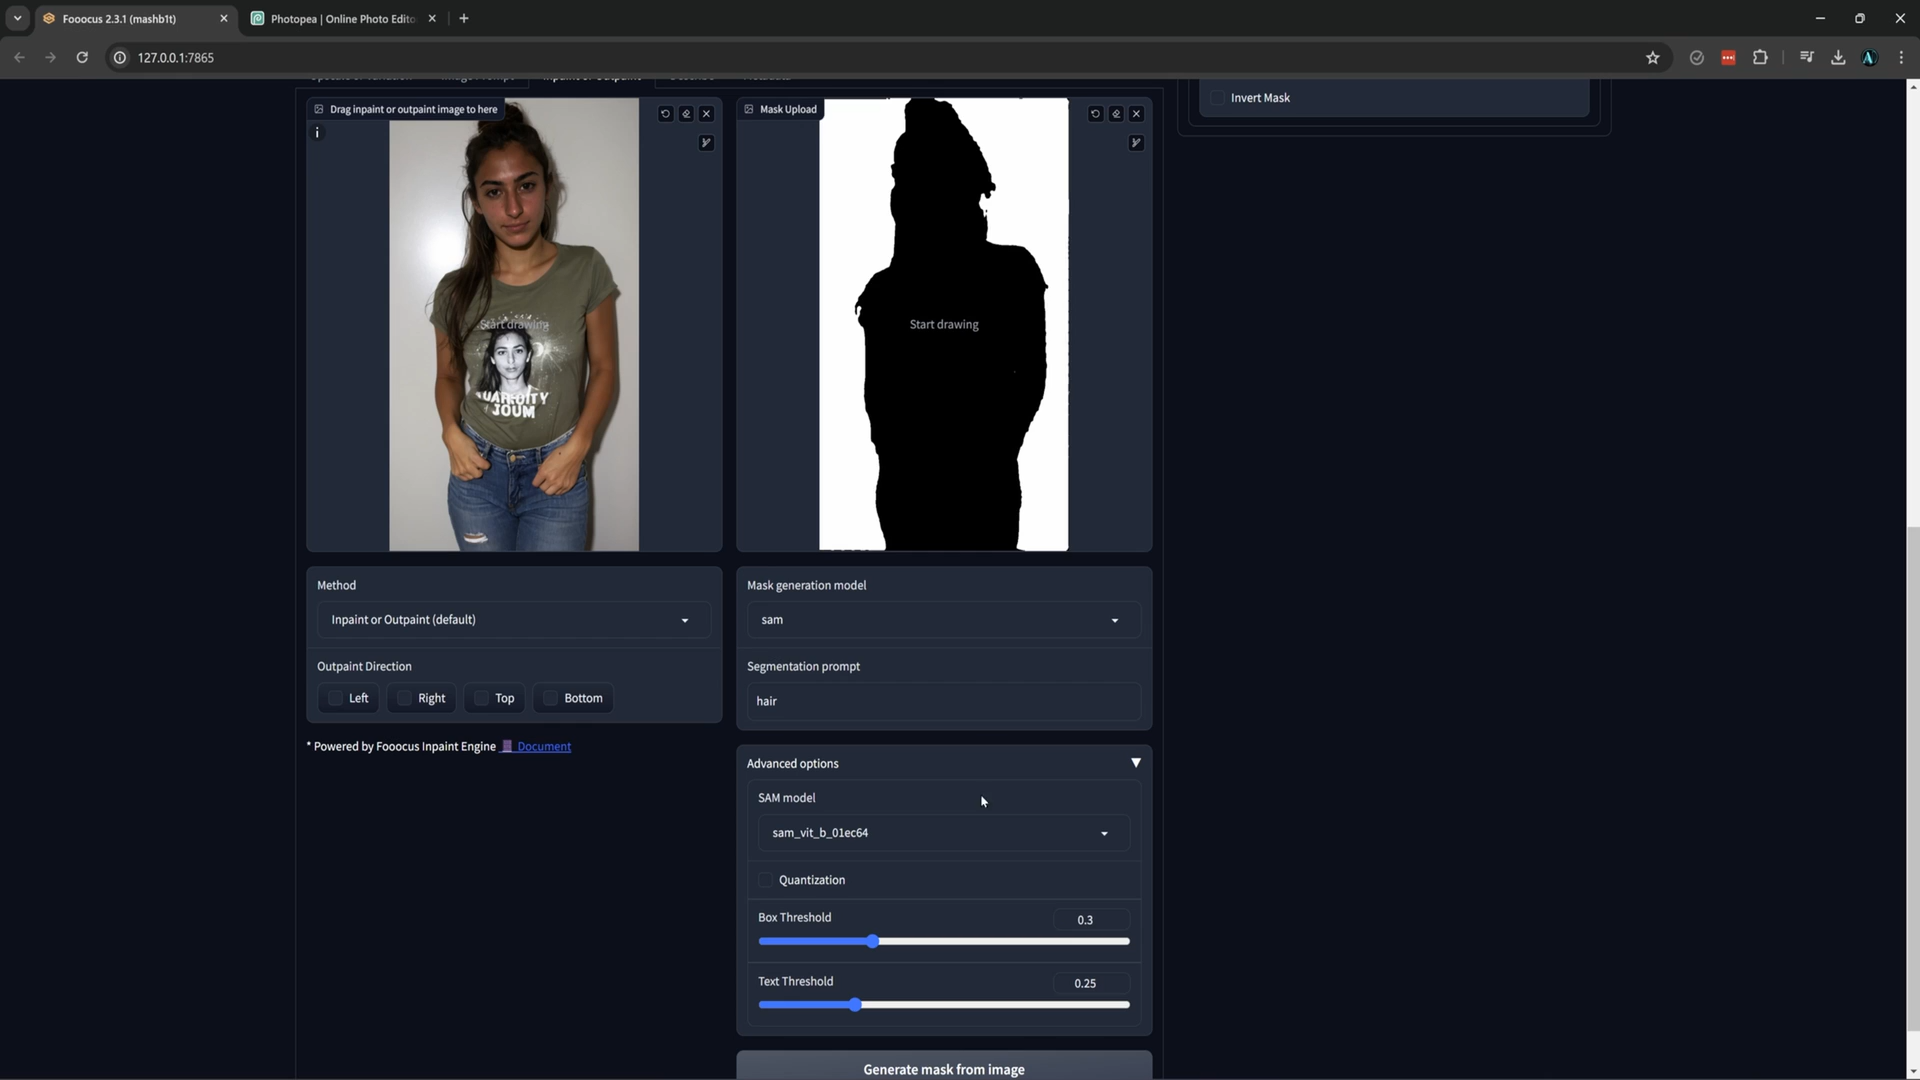 Fooocus 2.3.1 (mashb1t)
Photopea | Online Photo Edito
127.0.0.1:7865
Drag inpaint or outpaint image to here
Mask Upload
Invert Mask
Start drawing
Start drawing
JOUM
Method
Inpaint or Outpaint (default)
Outpaint Direction
Left
Right
Top
Bottom
* Powered by Fooocus Inpaint Engine Document
Mask generation model
sam
Segmentation prompt
hair
Advanced options
SAM model
sam_vit_b_01ec64
Quantization
Box Threshold
0.3
Text Threshold
0.25
Generate mask from image